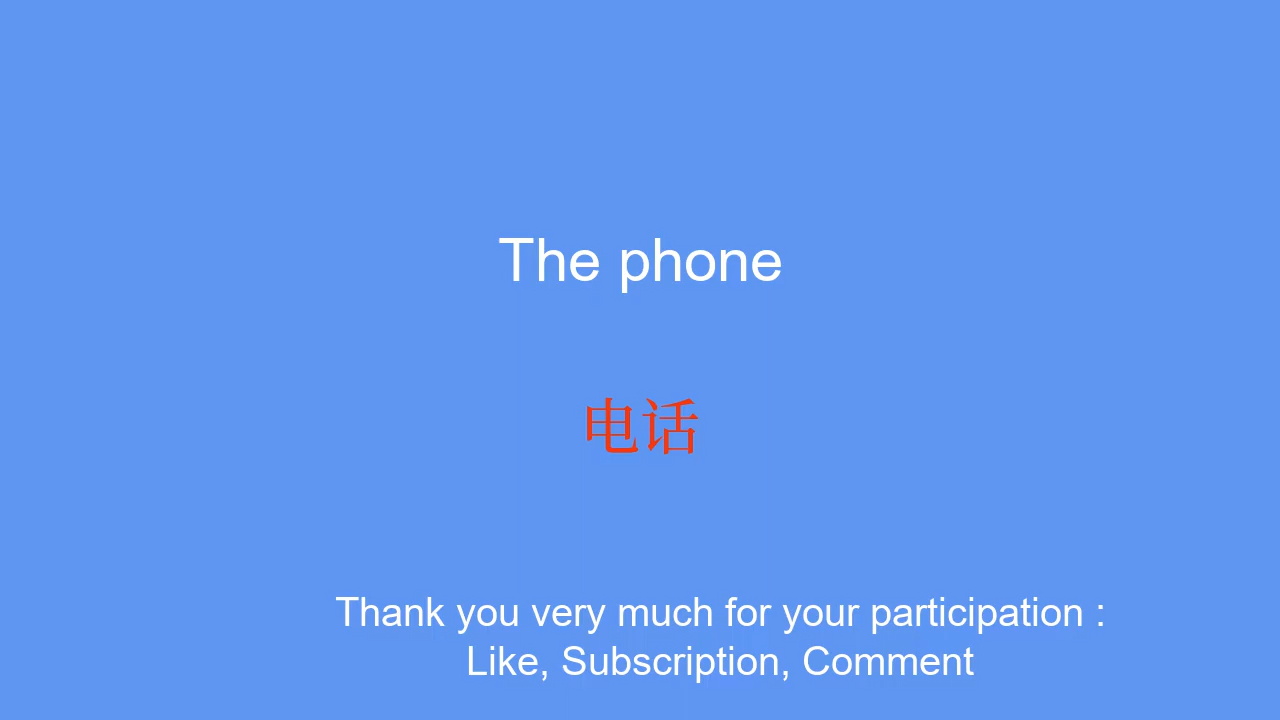 The phone
电话
Thank you very much for your participation :
Like, Subscription, Comment